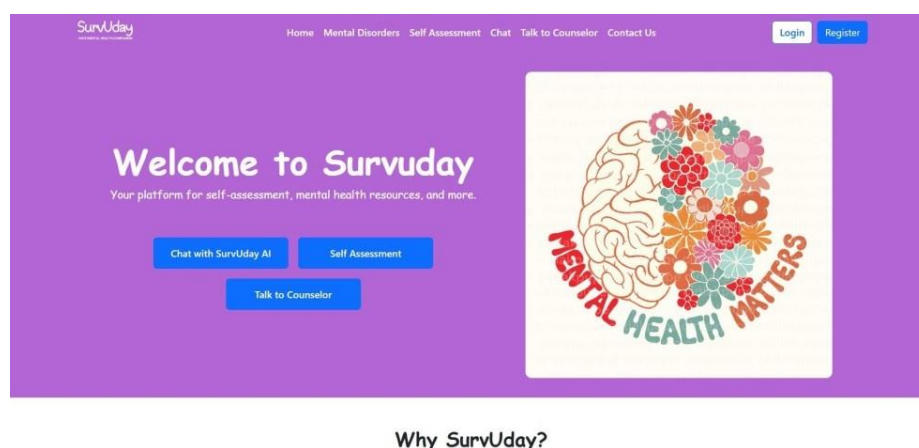 SurvUday
Home Mental Disorders Self Assessment Chat Talk to Counselor Contact Us
Login Register
Welcome to Survuday
Your platform for self-assessment, mental health resources, and more.
Chat with SurvUday AI Self Assessment
Talk to Counselor
MENTAL HEALTH MATTERS
Why SurvUday?